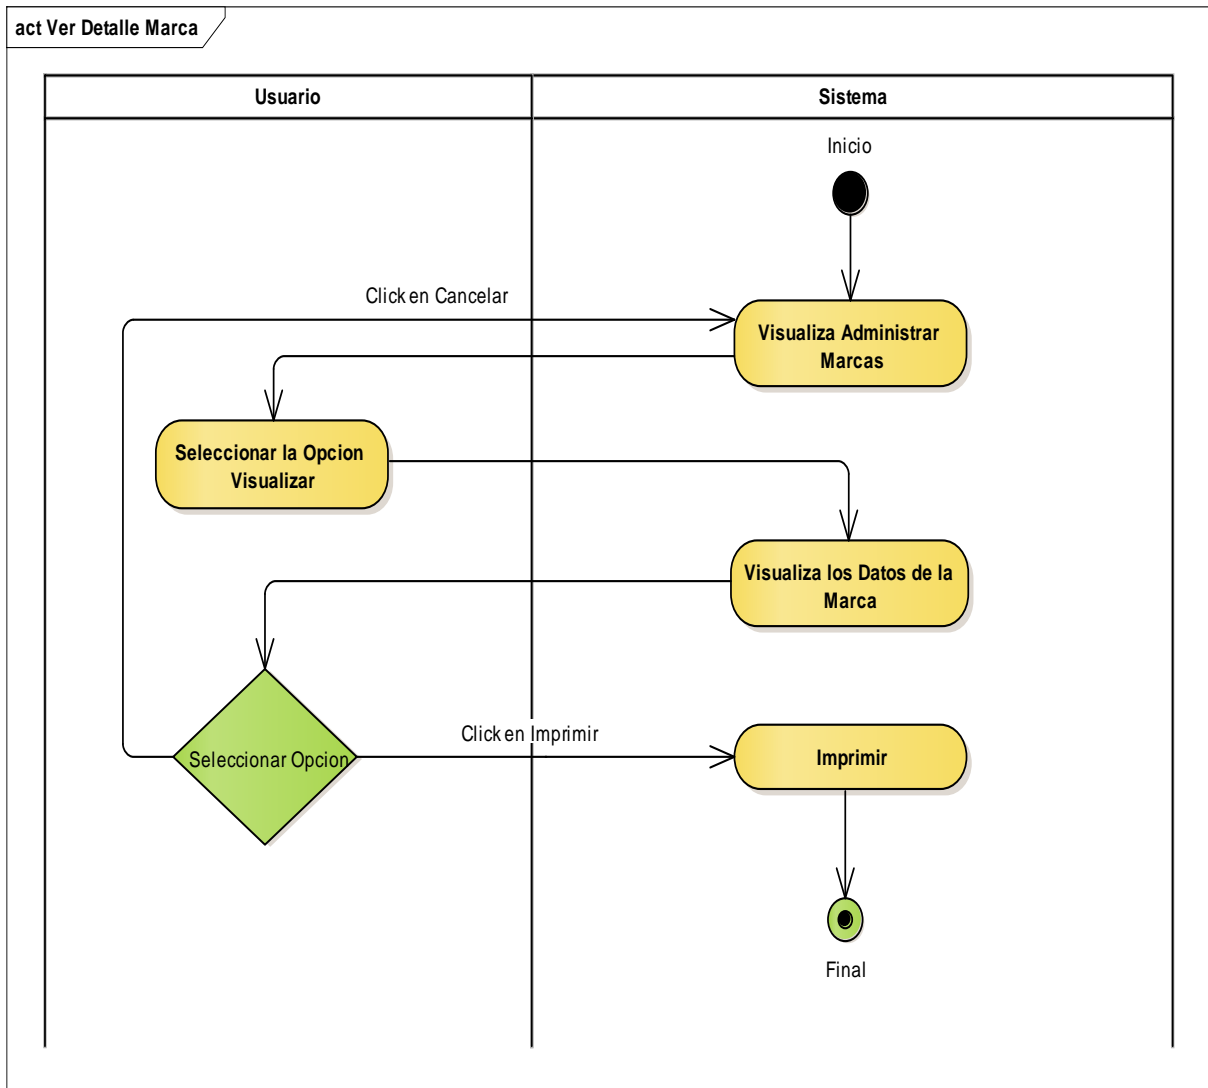 act Ver Detalle Marca
Usuario
Sistema
Inicio
Click en Cancelar
Visualiza Administrar
Marcas
Seleccionar la Opcion
Visualizar
Visualiza los Datos de la
Marca
Click en Imprimir
Seleccionar Opcion
Imprimir
Final